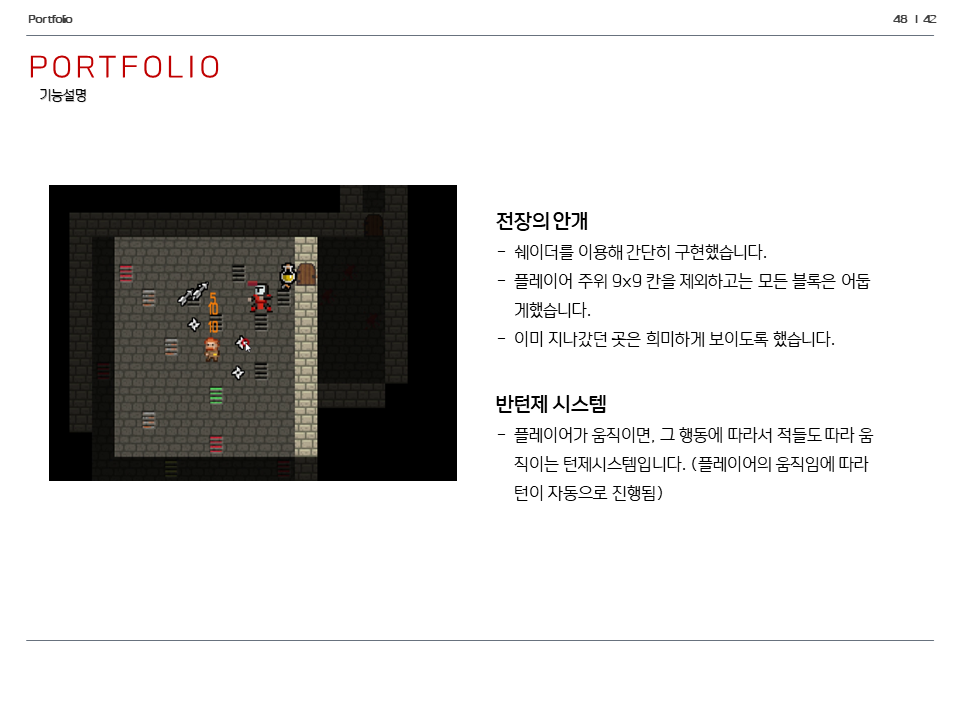 Portfolio
48 | 42
PORTFOLIO
기능설명
5
10
10
전장의 안개
- 쉐이더를 이용해 간단히 구현했습니다.
- 플레이어 주위 9x9 칸을 제외하고는 모든 블록은 어둡
게했습니다.
- 이미 지나갔던 곳은 희미하게 보이도록 했습니다.
반턴제 시스템
- 플레이어가 움직이면, 그 행동에 따라서 적들도 따라 움
직이는 턴제시스템입니다. (플레이어의 움직임에 따라
턴이 자동으로 진행됨)